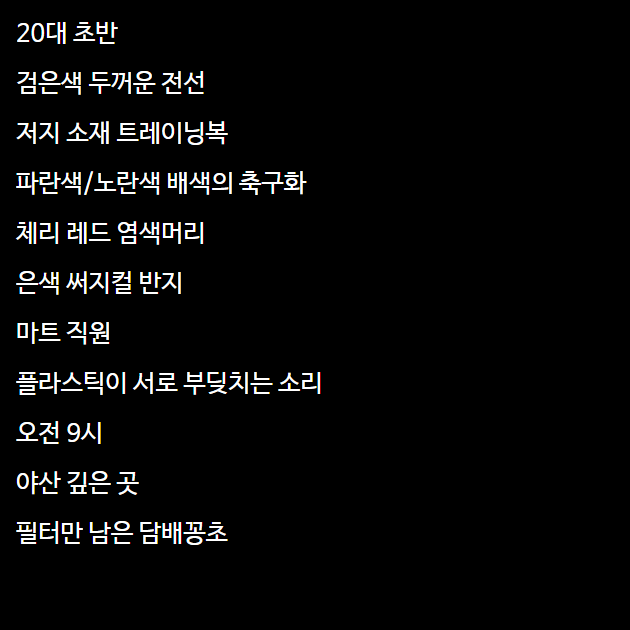 20대 초반
검은색 두꺼운 전선
저지 소재 트레이닝복
파란색/노란색 배색의 축구화
체리 레드 염색머리
은색 써지컬 반지
마트 직원
플라스틱이 서로 부딪치는 소리
오전 9시
야산 깊은 곳
필터만 남은 담배꽁초